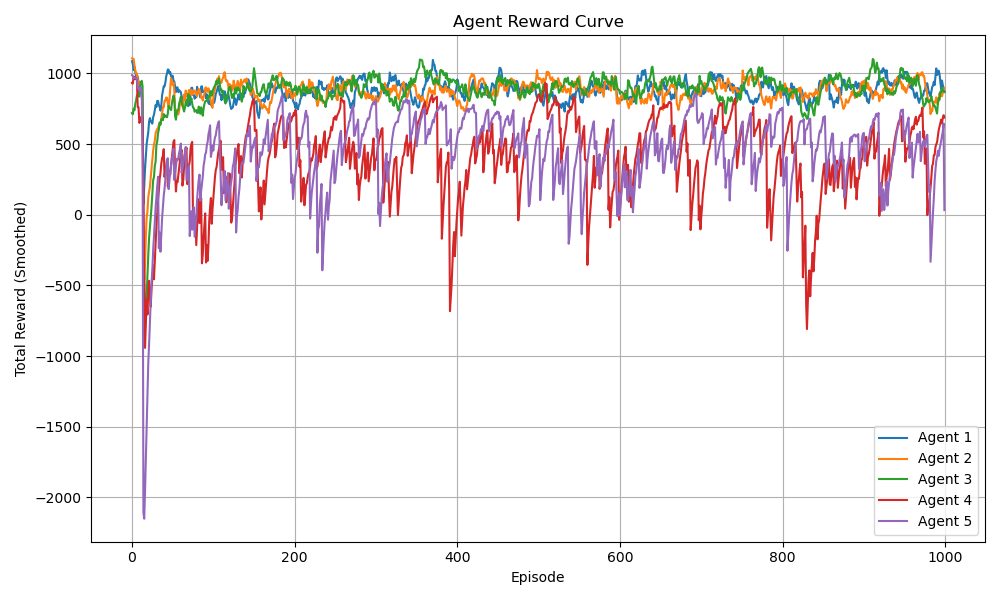 Agent Reward Curve
Total Reward (Smoothed)
1000
500
0
−500
−1000
−1500
−2000
0 200 400 600 800 1000
Episode
Agent 1
Agent 2
Agent 3
Agent 4
Agent 5